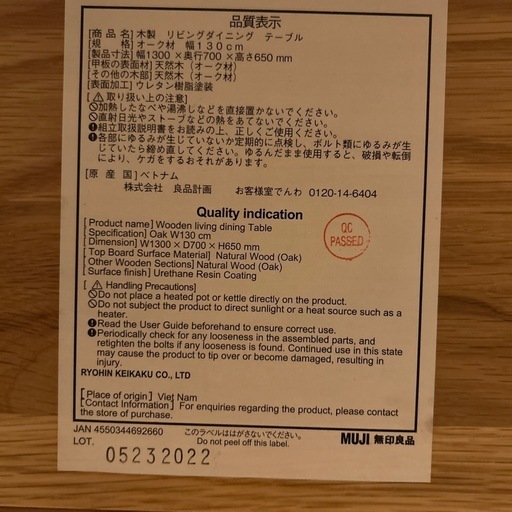 品質表示
[商 品 名] 木製 リビングダイニング テーブル
[規　　格] オーク材 幅130cm
[製品寸法] 幅1300×奥行700×高さ650mm
[甲板の表面材] 天然木（オーク材）
[その他の木部] 天然木（オーク材）
[表面加工] ウレタン樹脂塗装
[⚠ 取り扱い上の注意]
加熱したなべや湯沸しなどを直接置かないでください。
直射日光やストーブなどの熱をあてないでください。
組立取扱説明書をお読みの上、正しくご使用ください。
各部にゆるみが生じていないか定期的に点検し、ボルト類にゆるみが生
じていたら締め直してください。ゆるんだまま使用すると、破損や転倒
により、ケガをするおそれがあります。
[原 産 国] ベトナム
株式会社 良品計画 お客様室でんわ 0120-14-6404
Quality indication
[Product name] Wooden living dining Table
[Specification] Oak W130 cm
[Dimension] W1300 × D700 × H650 mm
[Top Board Surface Material] Natural Wood (Oak)
[Other Wooden Sections] Natural Wood (Oak)
[Surface finish] Urethane Resin Coating
QC
PASSED
[⚠ Handling Precautions]
Do not place a heated pot or kettle directly on the product.
Do not subject the product to direct sunlight or a heat source such as a
heater.
Read the User Guide beforehand to ensure correct use.
Periodically check for any looseness in the assembled parts, and
retighten the bolts if any looseness is found. Continued use in this state
may cause the product to tip over or become damaged, resulting in
injury.
RYOHIN KEIKAKU CO., LTD
[Place of origin] Viet Nam
[Contact Information] For enquiries regarding the product, please contact
the store of purchase.
JAN 4550344692660
LOT.
05232022
このラベルははがさないでください。
Do not peel off this label.
MUJI 無印良品